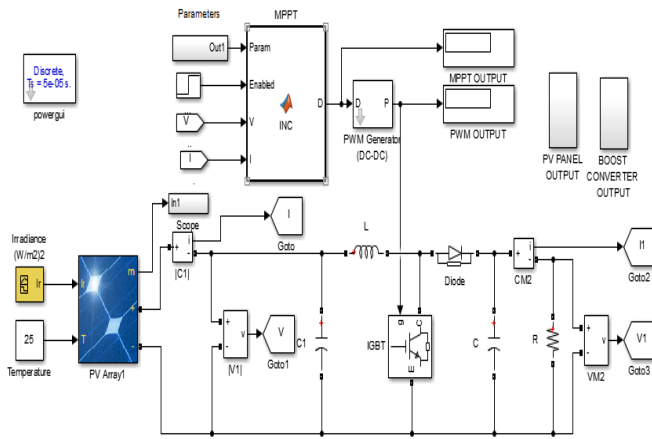 Parameters
MPPT
Out1
Param
Enabled
V
V
I
I
INC
D
D
P
PWM Generator
(DC-DC)
MPPT OUTPUT
PWM OUTPUT
Discrete,
Ts = 5e-05 s.
powergui
PV PANEL
OUTPUT
BOOST
CONVERTER
OUTPUT
In1
Scope
I
Goto
Irradiance
(W/m2)2
Ir
25
Temperature
T
m
+
-
PV Array1
+
-
i
|C1|
+
-
v
|V1|
V
Goto1
C1
L
g
C
E
IGBT
Diode
C
+
-
i
CM2
I1
Goto2
R
+
-
v
VM2
V1
Goto3